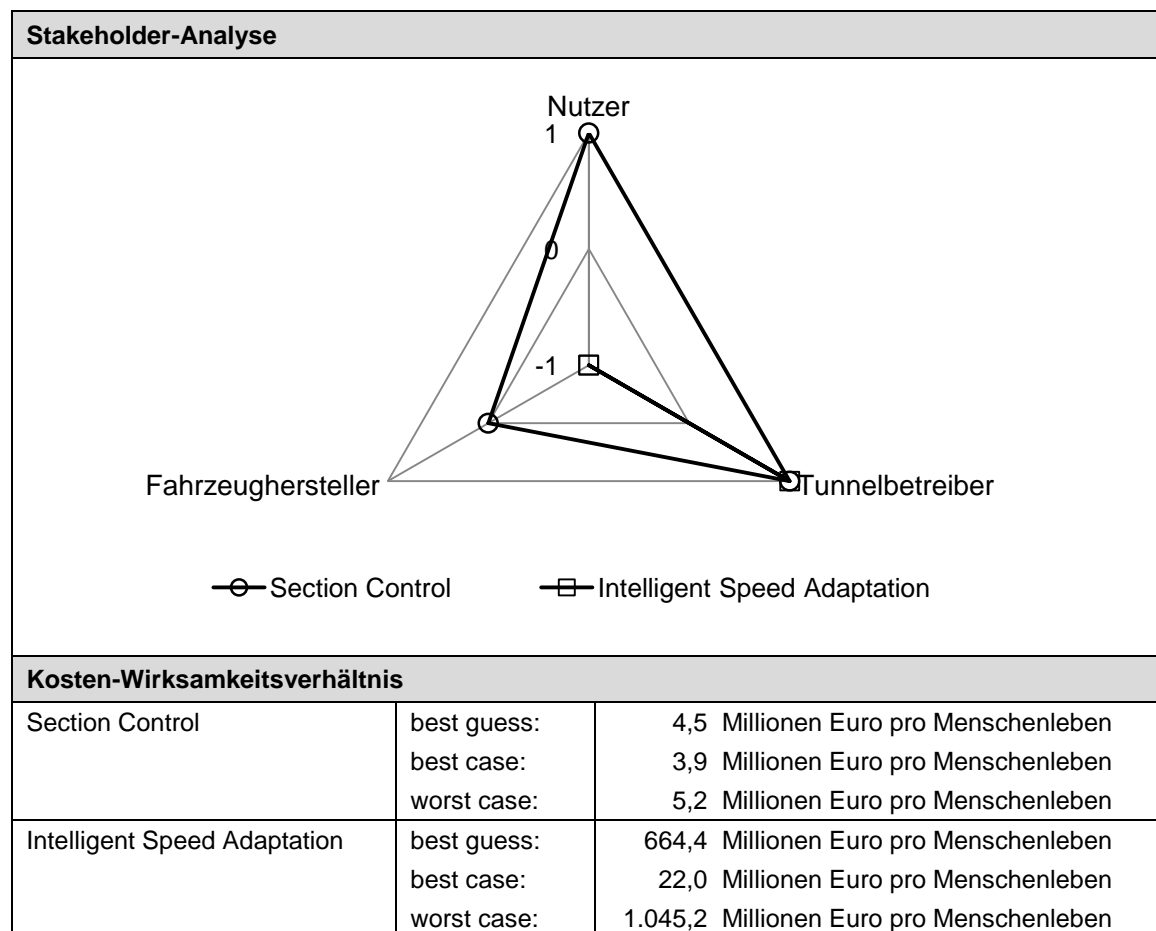 Stakeholder-Analyse
Nutzer
1
0
-1
Fahrzeughersteller
Tunnelbetreiber
Section Control
Intelligent Speed Adaptation
Kosten-Wirksamkeitsverhältnis
Section Control best guess: 4,5 Millionen Euro pro Menschenleben
best case: 3,9 Millionen Euro pro Menschenleben
worst case: 5,2 Millionen Euro pro Menschenleben
Intelligent Speed Adaptation best guess: 664,4 Millionen Euro pro Menschenleben
best case: 22,0 Millionen Euro pro Menschenleben
worst case: 1.045,2 Millionen Euro pro Menschenleben